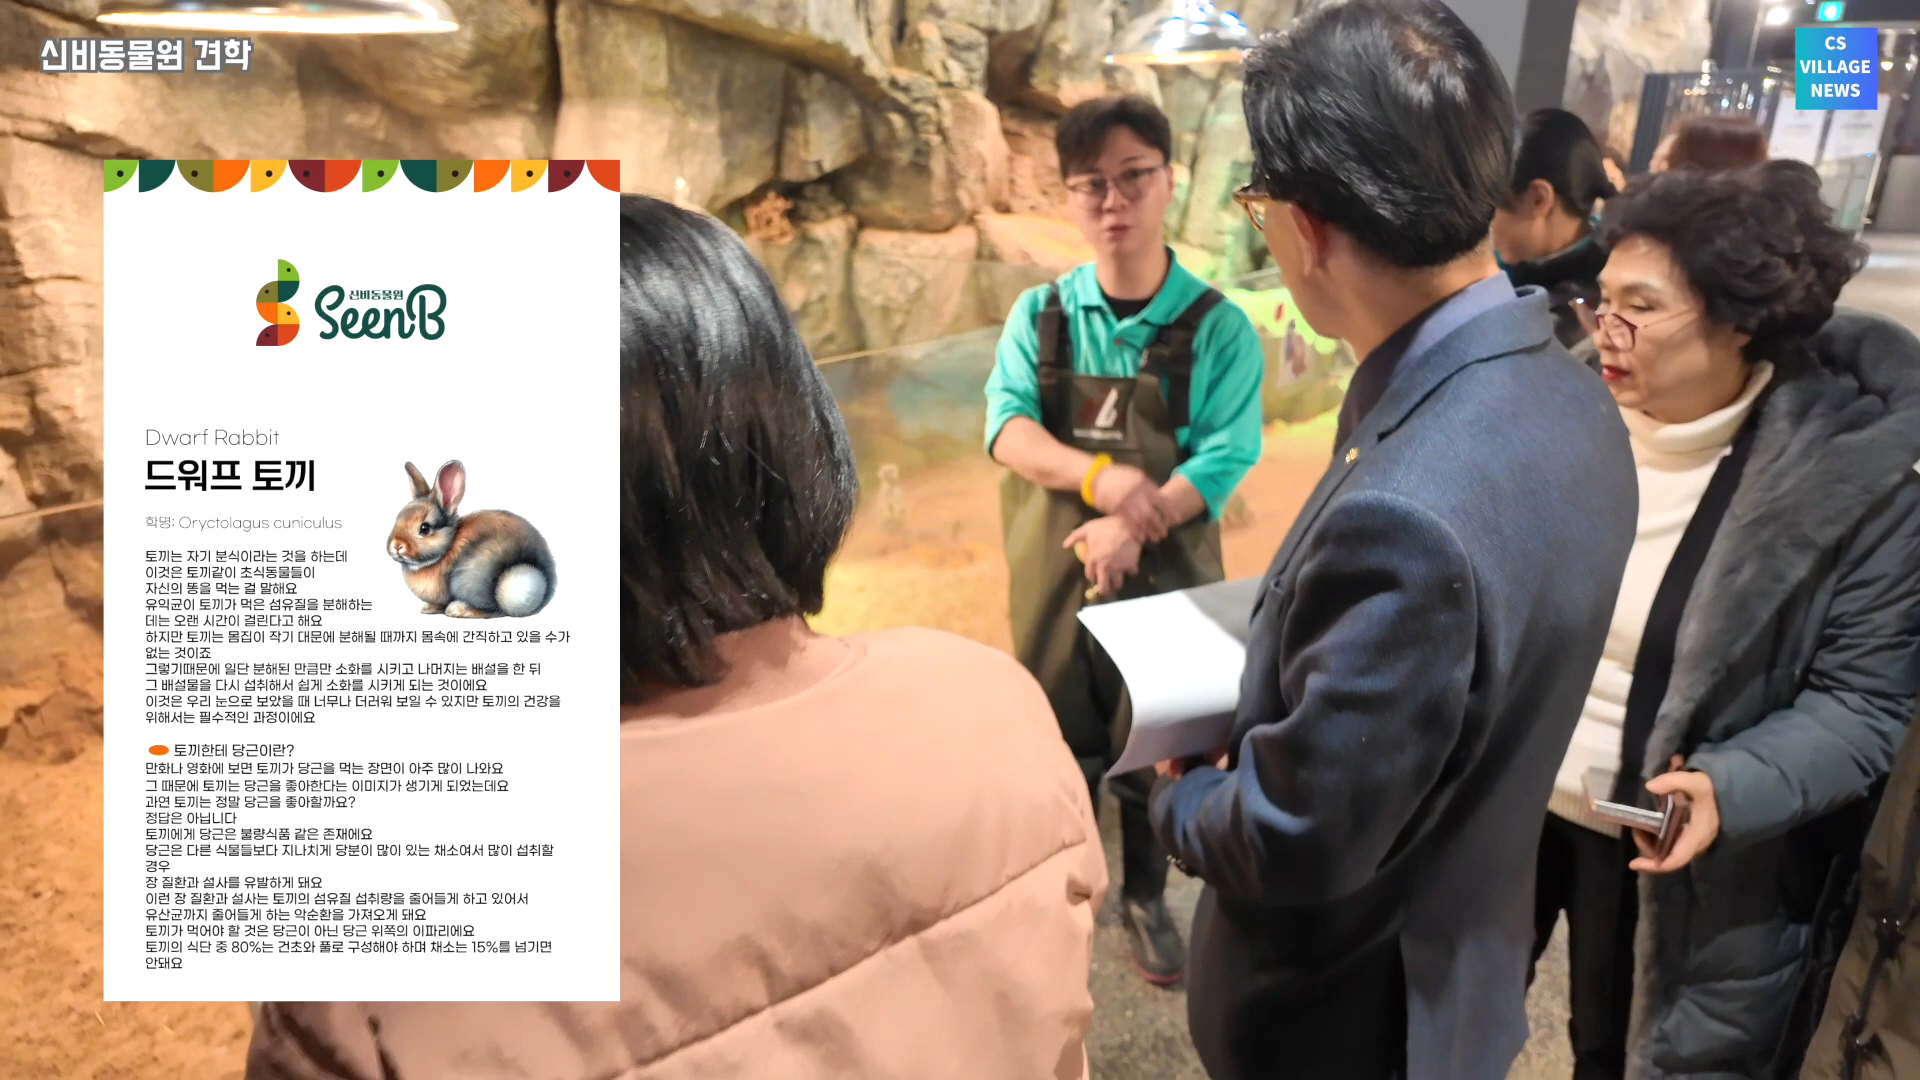 신비동물원 견학
CS
VILLAGE
NEWS
신비동물원
SeenB
Dwarf Rabbit
드워프 토끼
학명: Oryctolagus cuniculus
토끼는 자기 분식이라는 것을 하는데
이것은 토끼같이 초식동물들이
자신의 똥을 먹는 걸 말해요
유익균이 토끼가 먹은 섬유질을 분해하는
데는 오랜 시간이 걸린다고 해요
하지만 토끼는 몸집이 작기 대문에 분해될 때까지 몸속에 간직하고 있을 수가
없는 것이죠
그렇기때문에 일단 분해된 만큼만 소화를 시키고 나머지는 배설을 한 뒤
그 배설물을 다시 섭취해서 쉽게 소화를 시키게 되는 것이에요
이것은 우리 눈으로 보았을 때 너무나 더러워 보일 수 있지만 토끼의 건강을
위해서는 필수적인 과정이에요
토끼한테 당근이란?
만화나 영화에 보면 토끼가 당근을 먹는 장면이 아주 많이 나와요
그 때문에 토끼는 당근을 좋아한다는 이미지가 생기게 되었는데요
과연 토끼는 정말 당근을 좋아할까요?
정답은 아닙니다
토끼에게 당근은 불량식품 같은 존재에요
당근은 다른 식물들보다 지나치게 당분이 많이 있는 채소여서 많이 섭취할
경우
장 질환과 설사를 유발하게 돼요
이런 장 질환과 설사는 토끼의 섬유질 섭취량을 줄어들게 하고 있어서
유산균까지 줄어들게 하는 악순환을 가져오게 돼요
토끼가 먹어야 할 것은 당근이 아닌 당근 위쪽의 이파리에요
토끼의 식단 중 80%는 건초와 풀로 구성해야 하며 채소는 15%를 넘기면
안돼요